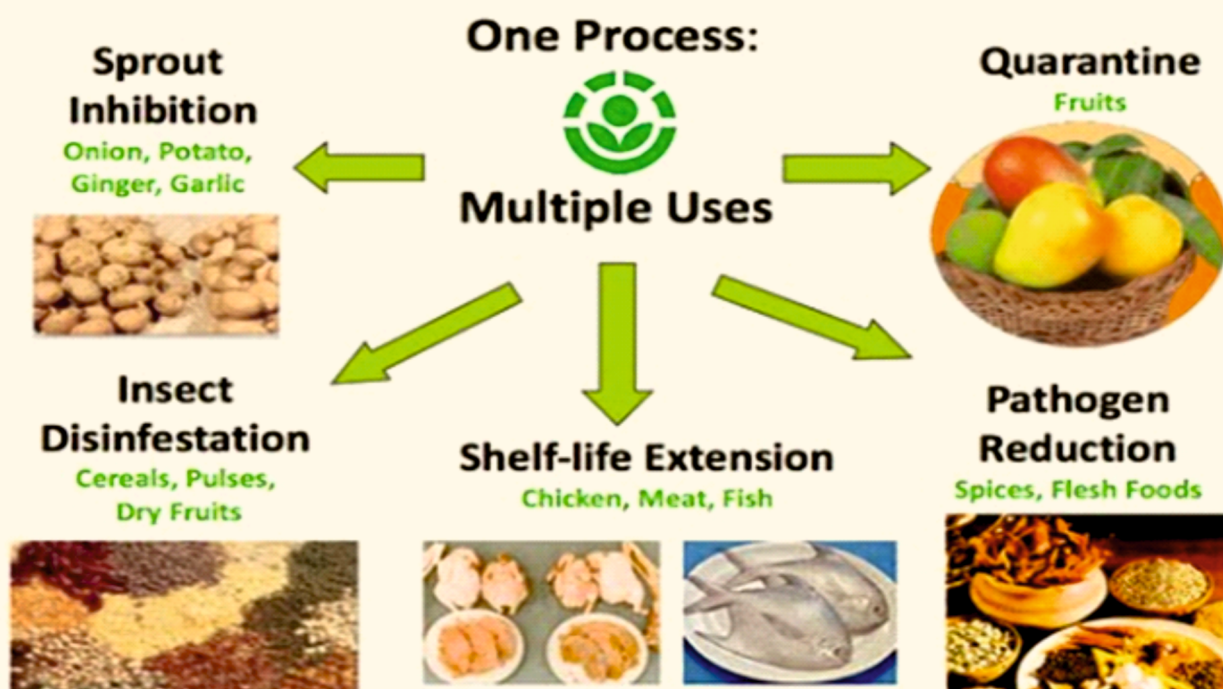 One Process:
Multiple Uses
Sprout
Inhibition
Onion, Potato,
Ginger, Garlic
Quarantine
Fruits
Insect
Disinfestation
Cereals, Pulses,
Dry Fruits
Shelf-life Extension
Chicken, Meat, Fish
Pathogen
Reduction
Spices, Flesh Foods